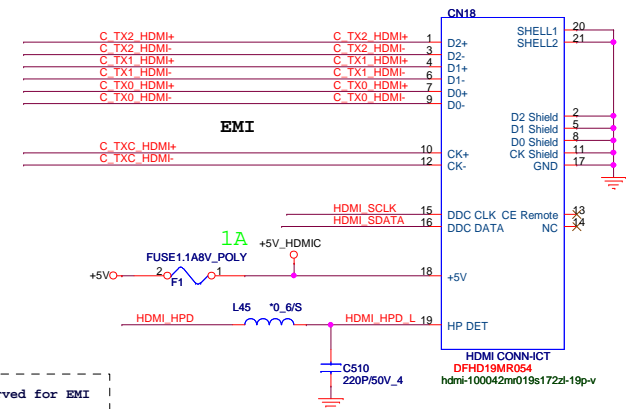 CN18
C_TX2_HDMI+ C_TX2_HDMI+ 1 D2+ SHELL1 20
C_TX2_HDMI- C_TX2_HDMI- 3 D2- SHELL2 21
C_TX1_HDMI+ C_TX1_HDMI+ 4 D1+
C_TX1_HDMI- C_TX1_HDMI- 6 D1-
C_TX0_HDMI+ C_TX0_HDMI+ 7 D0+
C_TX0_HDMI- C_TX0_HDMI- 9 D0-
D2 Shield 2
EMI D1 Shield 5
D0 Shield 8
C_TXC_HDMI+ 10 CK+ CK Shield 11
C_TXC_HDMI- 12 CK- GND 17
HDMI_SCLK 15 DDC CLK CE Remote 13
HDMI_SDATA 16 DDC DATA NC 14
1A +5V_HDMIC
FUSE1.1A8V_POLY
+5V 2 1 18 +5V
F1
L45 *0_6/S
HDMI_HPD HDMI_HPD_L 19 HP DET
HDMI CONN-ICT
C510 DFHD19MR054
220P/50V_4 hdmi-100042mr019s172zl-19p-v
rved for EMI